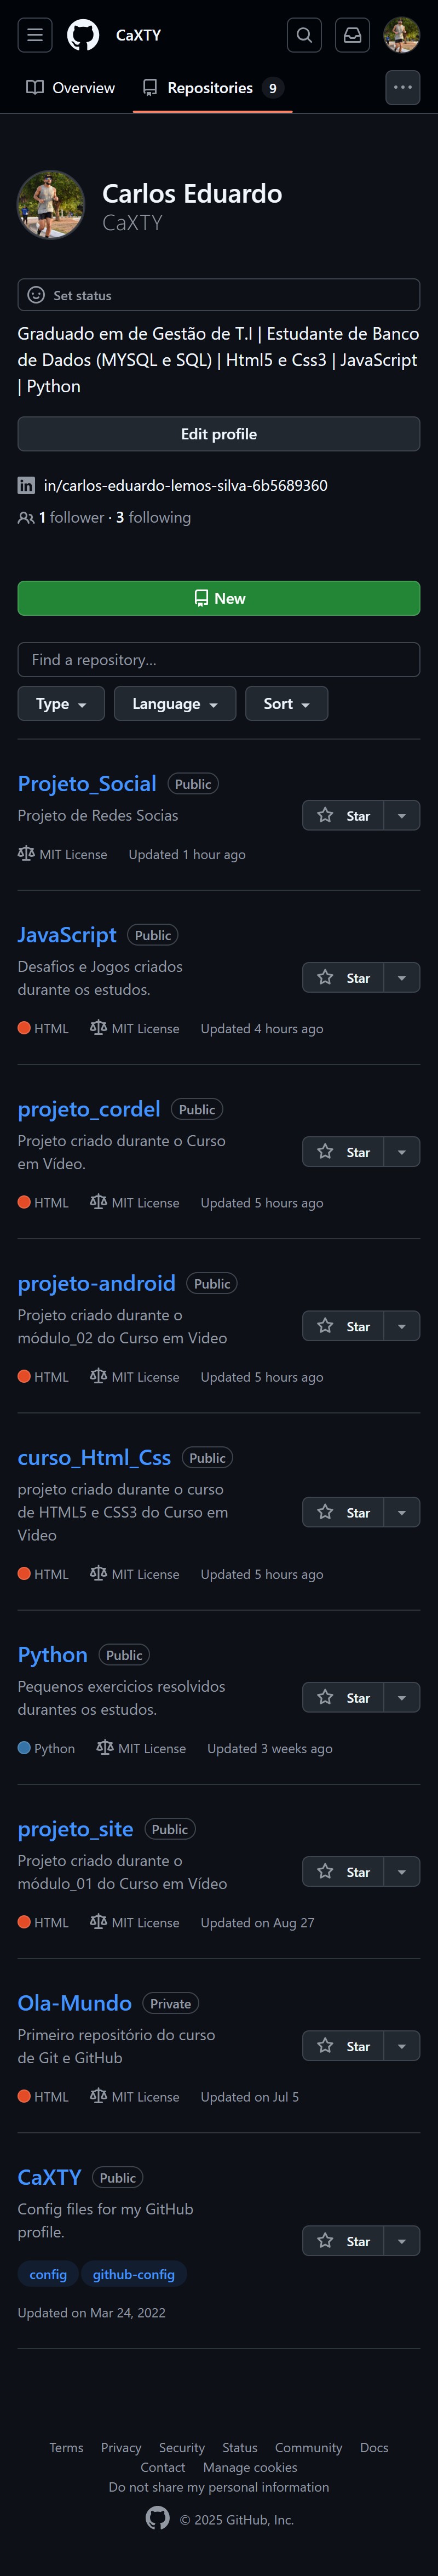 CaXTY
Overview
Repositories 9
Carlos Eduardo
CaXTY
Set status
Graduado em de Gestão de T.I | Estudante de Banco
de Dados (MYSQL e SQL) | Html5 e Css3 | JavaScript
| Python
Edit profile
in/carlos-eduardo-lemos-silva-6b5689360
1 follower · 3 following
New
Find a repository…
Type Language Sort
Projeto_Social Public
Projeto de Redes Socias
Star
MIT License Updated 1 hour ago
JavaScript Public
Desafios e Jogos criados
durante os estudos.
Star
HTML MIT License Updated 4 hours ago
projeto_cordel Public
Projeto criado durante o Curso
em Vídeo.
Star
HTML MIT License Updated 5 hours ago
projeto-android Public
Projeto criado durante o
módulo_02 do Curso em Video
Star
HTML MIT License Updated 5 hours ago
curso_Html_Css Public
projeto criado durante o curso
de HTML5 e CSS3 do Curso em
Video
Star
HTML MIT License Updated 5 hours ago
Python Public
Pequenos exercicios resolvidos
durantes os estudos.
Star
Python MIT License Updated 3 weeks ago
projeto_site Public
Projeto criado durante o
módulo_01 do Curso em Vídeo
Star
HTML MIT License Updated on Aug 27
Ola-Mundo Private
Primeiro repositório do curso
de Git e GitHub
Star
HTML MIT License Updated on Jul 5
CaXTY Public
Config files for my GitHub
profile.
Star
config github-config
Updated on Mar 24, 2022
Terms Privacy Security Status Community Docs
Contact Manage cookies
Do not share my personal information
© 2025 GitHub, Inc.